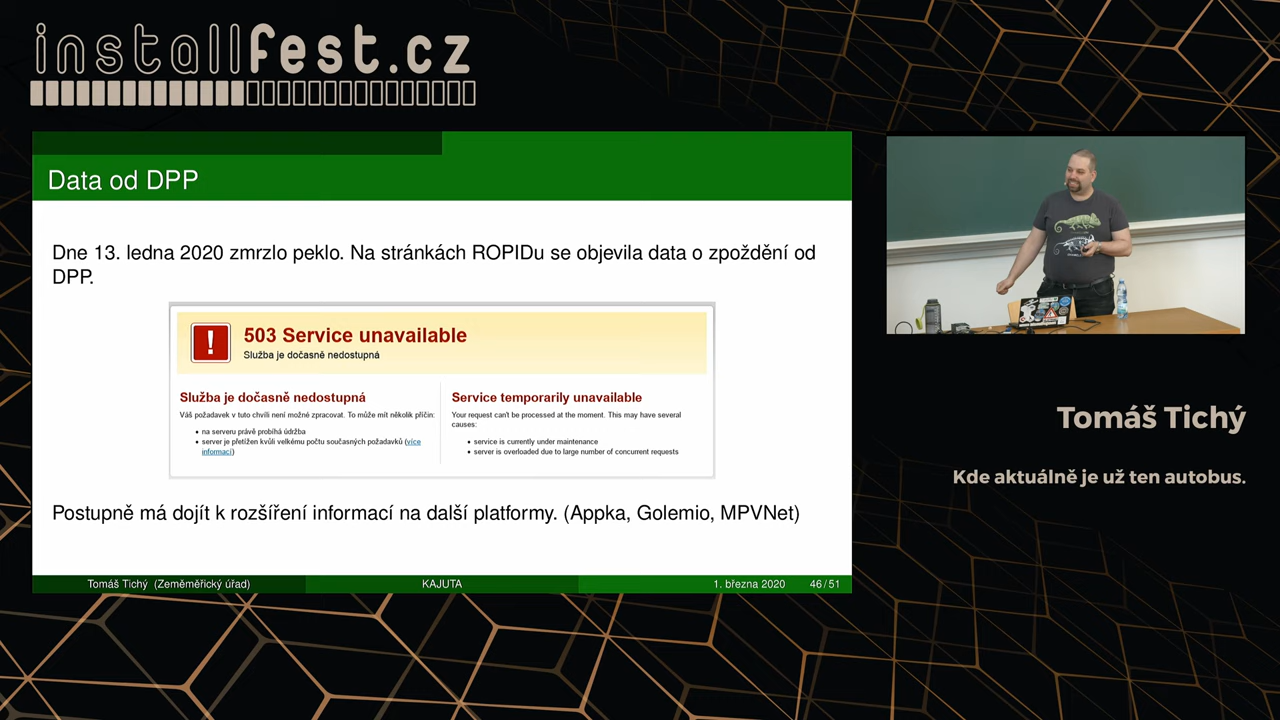 installfest.cz
Data od DPP
Dne 13. ledna 2020 zmrzlo peklo. Na stránkách ROPIDu se objevila data o zpoždění od
DPP.
503 Service unavailable
Služba je dočasně nedostupná
Služba je dočasně nedostupná
Váš požadavek v tuto chvíli není možné zpracovat. To může mít několik příčin:
• na serveru právě probíhá údržba
• server je přetížen kvůli velkému počtu současných požadavků (více
informací)
Service temporarily unavailable
Your request can't be processed at the moment. This may have several
causes:
• service is currently under maintenance
• server is overloaded due to large number of concurrent requests
Postupně má dojít k rozšíření informací na další platformy. (Appka, Golemio, MPVNet)
Tomáš Tichý (Zeměměřický úřad)
KAJUTA
1. března 2020
46/51
Tomáš Tichý
Kde aktuálně je už ten autobus.